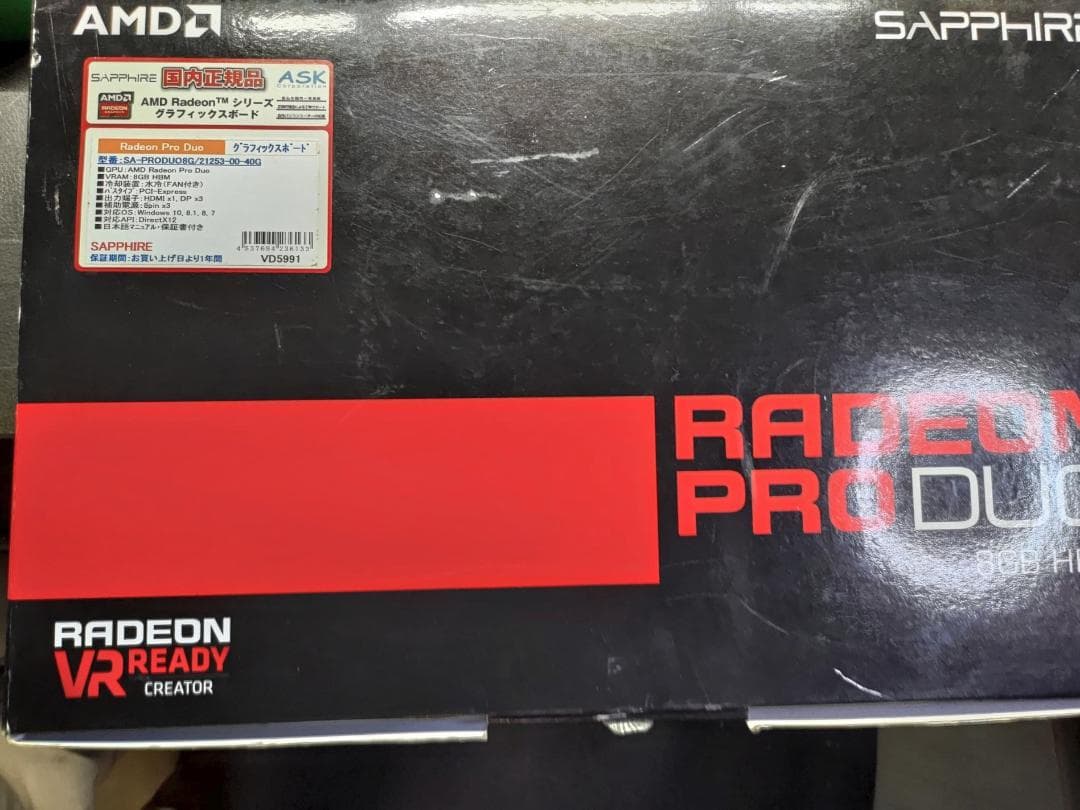 AMD
SAPPHIRE
SAPPHIRE 国内正規品 ASK
Corporation
AMD
RADEON
GRAPHICS
AMD Radeon™ シリーズ
グラフィックスボード
Radeon Pro Duo グラフィックスボード
型番:SA-PRODUO8G/21253-00-40G
■GPU:AMD Radeon Pro Duo
■VRAM:8GB HBM
■冷却装置:水冷(FAN付き)
■バスタイプ:PCI-Express
■出力端子:HDMI x1, DP x3
■補助電源:8pin x3
■対応OS:Windows 10, 8.1, 8, 7
■対応API:DirectX12
■日本語マニュアル・保証書付き
SAPPHIRE
保証期間:お買い上げ日より1年間
VD5991
RADEON
PRO DUO
8GB H
RADEON
VR READY
CREATOR